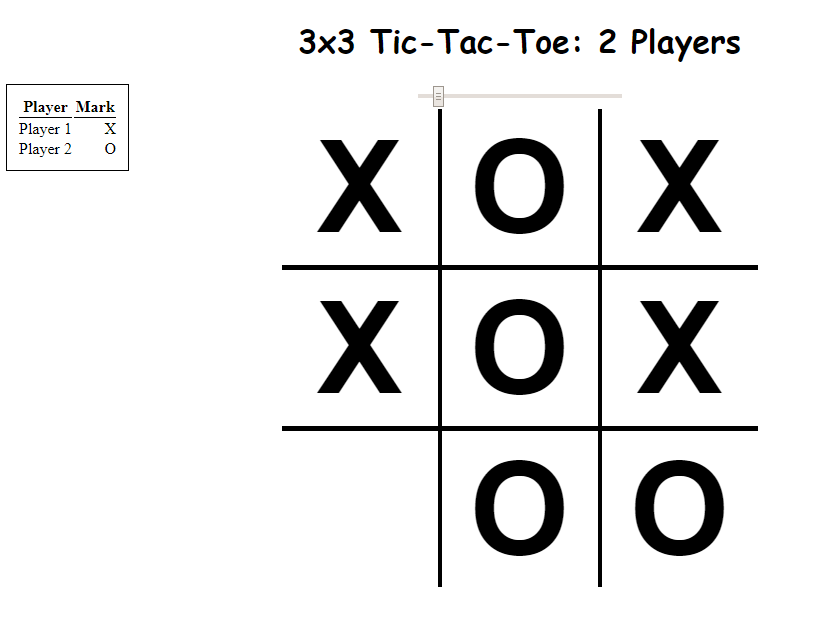 3x3 Tic-Tac-Toe: 2 Players
Player Mark
Player 1 X
Player 2 O
X O X
X O X
O O